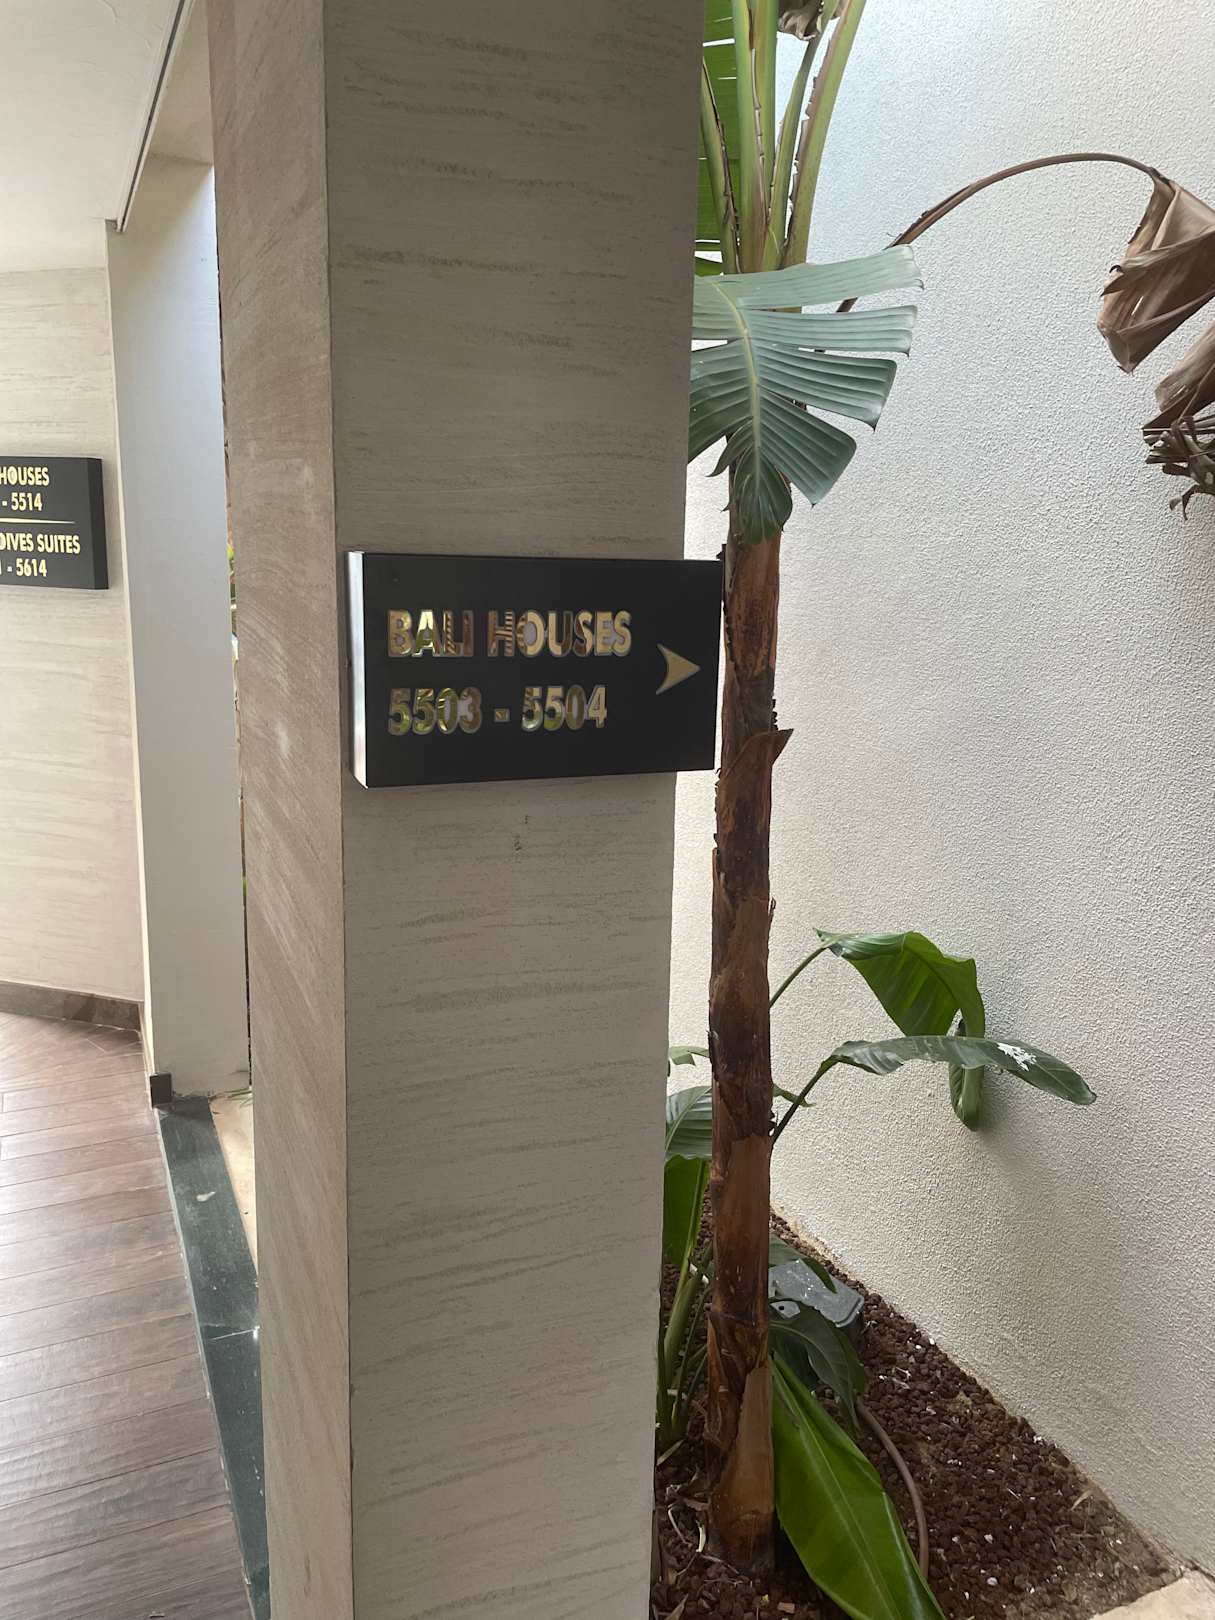 HOUSES
- 5514
DIVES SUITES
- 5614
BALI HOUSES
5503 - 5504